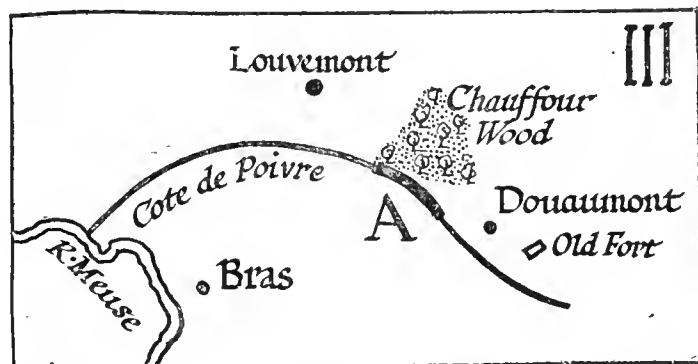 III
Louvemont
Chauffour
Wood
Cote de Poivre
A
Douaumont
Old Fort
R. Meuse
Bras